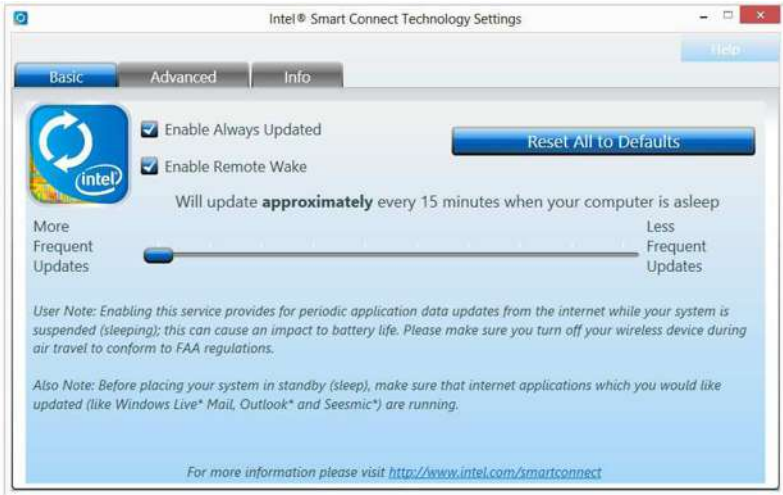 Intel® Smart Connect Technology Settings
Help
Basic Advanced Info
Enable Always Updated
Reset All to Defaults
Enable Remote Wake
intel
Will update approximately every 15 minutes when your computer is asleep
More
Frequent
Updates
Less
Frequent
Updates
User Note: Enabling this service provides for periodic application data updates from the internet while your system is
suspended (sleeping); this can cause an impact to battery life. Please make sure you turn off your wireless device during
air travel to conform to FAA regulations.
Also Note: Before placing your system in standby (sleep), make sure that internet applications which you would like
updated (like Windows Live* Mail, Outlook* and Seesmic*) are running.
For more information please visit http://www.intel.com/smartconnect